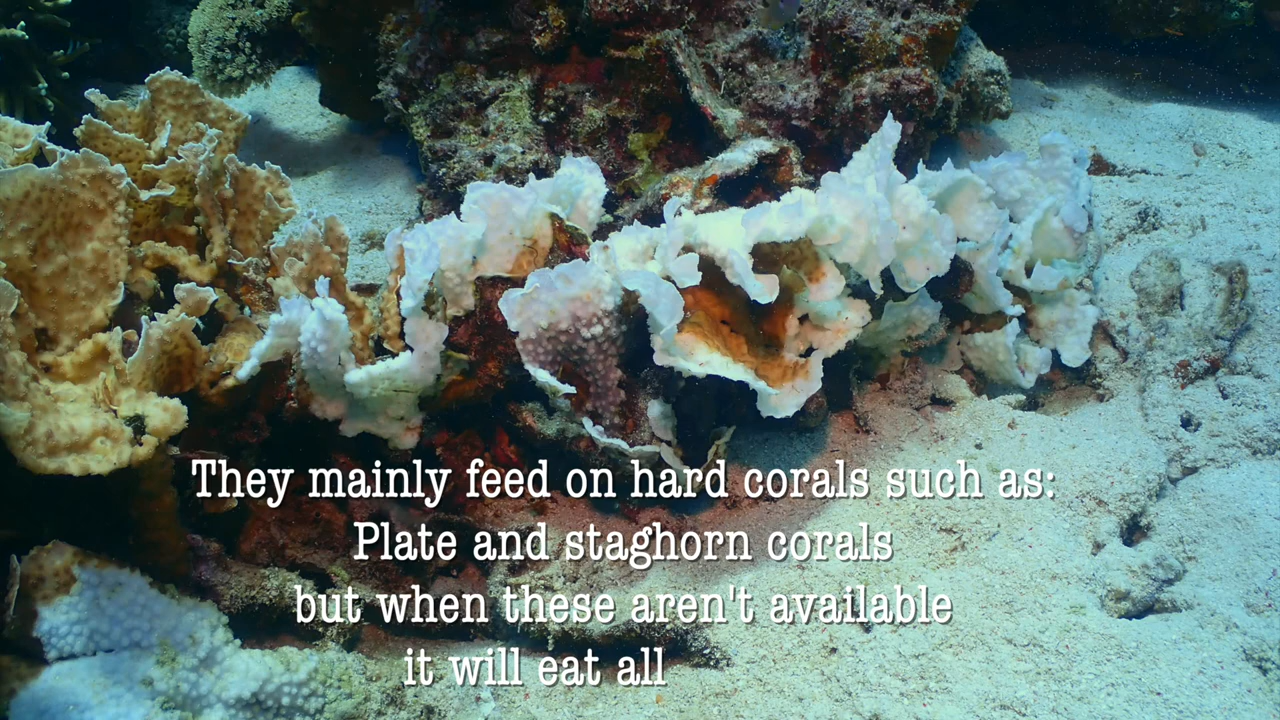 They mainly feed on hard corals such as:
Plate and staghorn corals
but when these aren't available
it will eat all